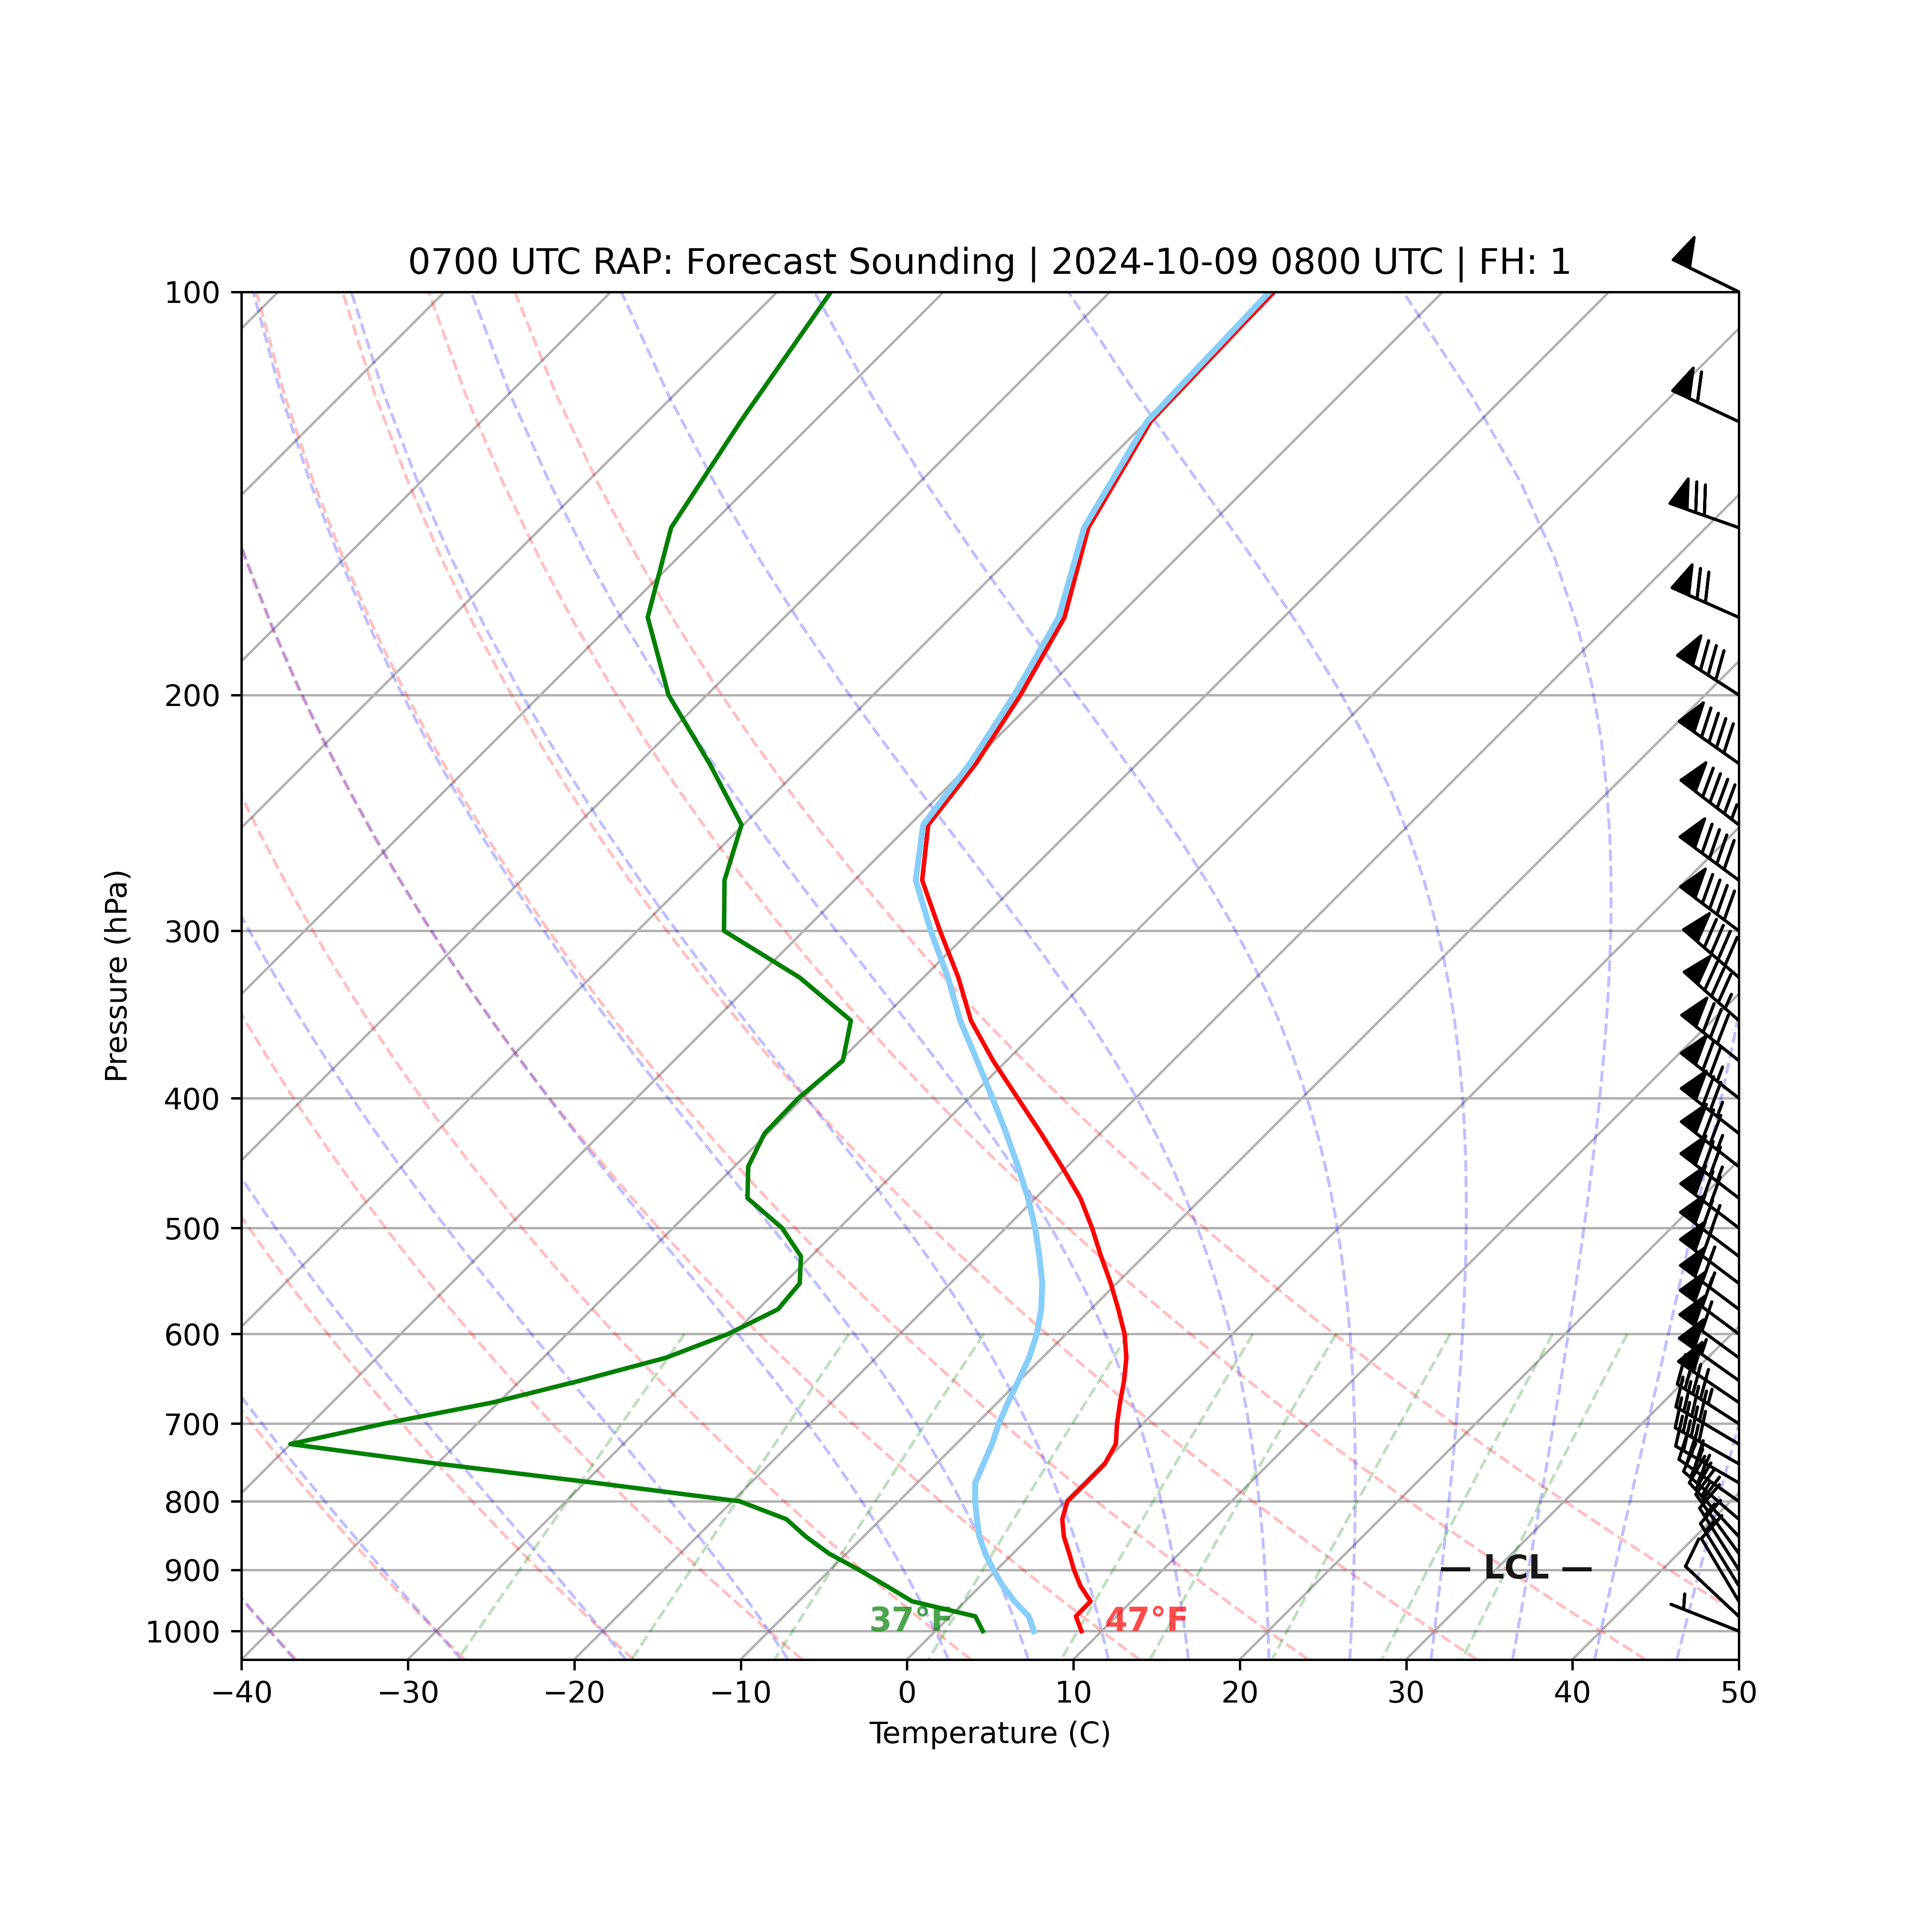 0700 UTC RAP: Forecast Sounding | 2024-10-09 0800 UTC | FH: 1
100
200
300
400
500
600
700
800
900
1000
Pressure (hPa)
— LCL —
37°F
47°F
−40 −30 −20 −10 0 10 20 30 40 50
Temperature (C)